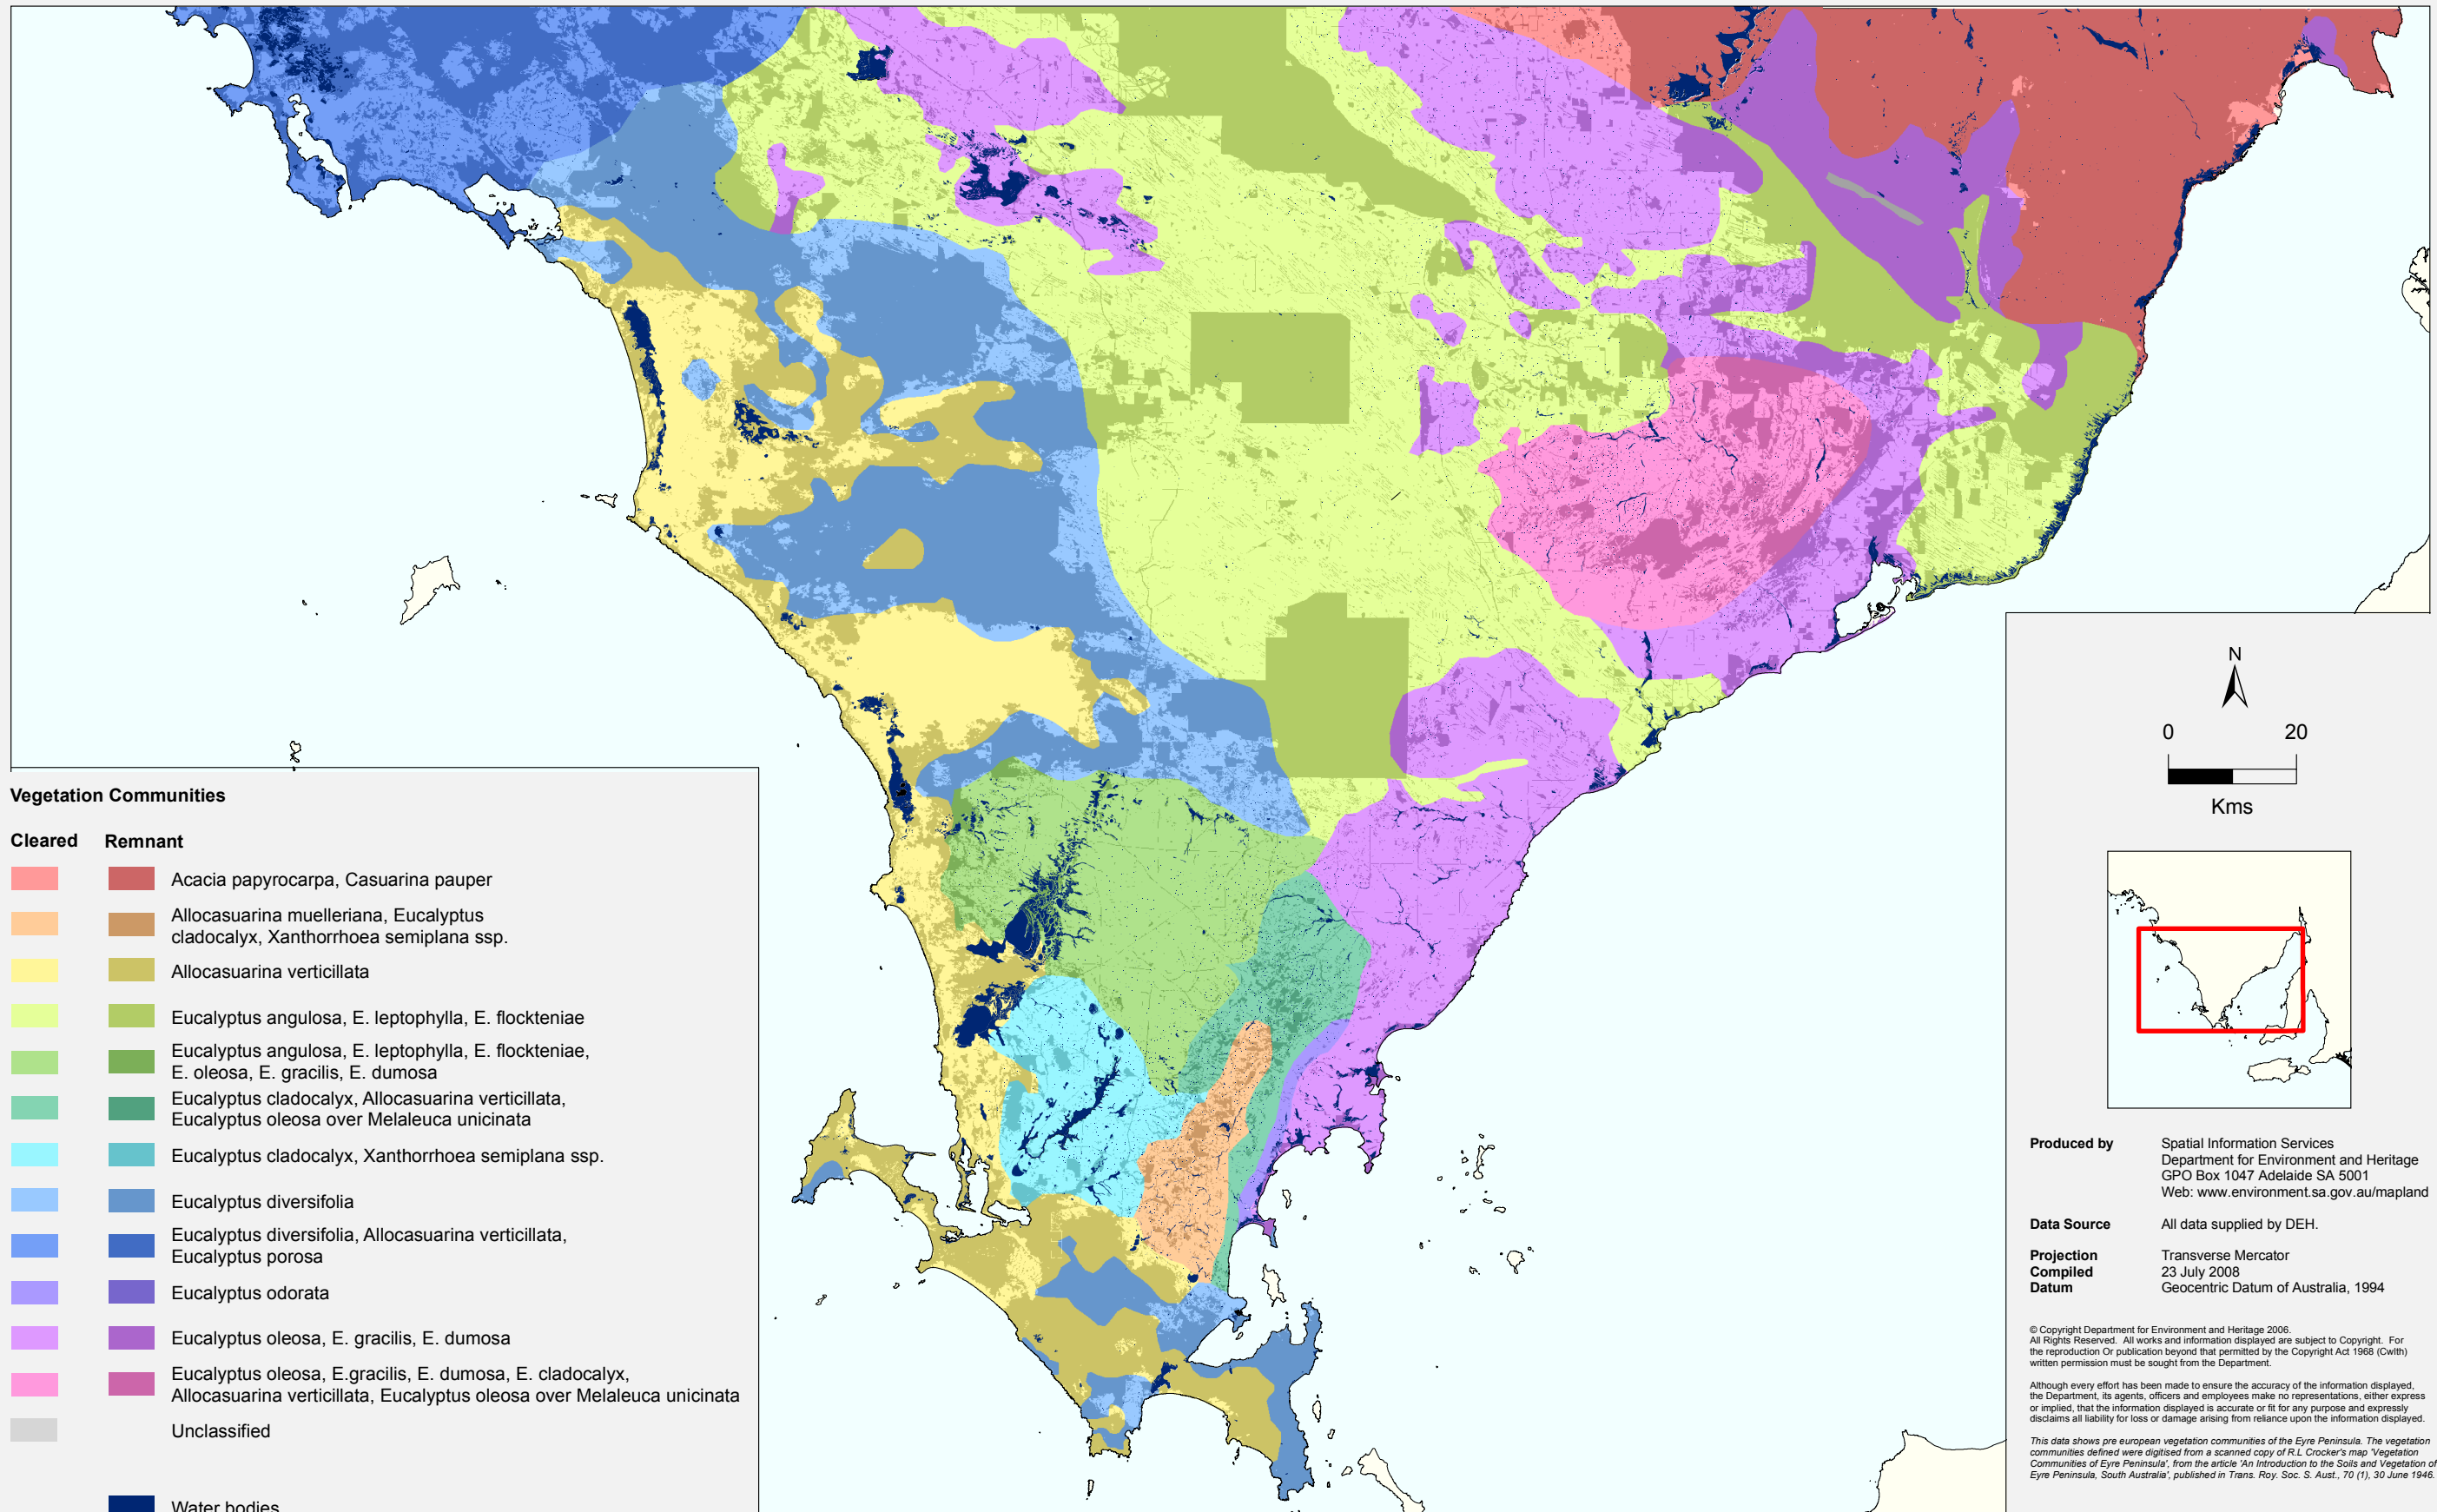 Vegetation Communities
Cleared Remnant
Acacia papyrocarpa, Casuarina pauper
Allocasuarina muelleriana, Eucalyptus
cladocalyx, Xanthorrhoea semiplana ssp.
Allocasuarina verticillata
Eucalyptus angulosa, E. leptophylla, E. flockteniae
Eucalyptus angulosa, E. leptophylla, E. flockteniae,
E. oleosa, E. gracilis, E. dumosa
Eucalyptus cladocalyx, Allocasuarina verticillata,
Eucalyptus oleosa over Melaleuca unicinata
Eucalyptus cladocalyx, Xanthorrhoea semiplana ssp.
Eucalyptus diversifolia
Eucalyptus diversifolia, Allocasuarina verticillata,
Eucalyptus porosa
Eucalyptus odorata
Eucalyptus oleosa, E. gracilis, E. dumosa
Eucalyptus oleosa, E.gracilis, E. dumosa, E. cladocalyx,
Allocasuarina verticillata, Eucalyptus oleosa over Melaleuca unicinata
Unclassified
Water bodies
N
0 20
Kms
Produced by Spatial Information Services
Department for Environment and Heritage
GPO Box 1047 Adelaide SA 5001
Web: www.environment.sa.gov.au/mapland
Data Source All data supplied by DEH.
Projection Transverse Mercator
Compiled 23 July 2008
Datum Geocentric Datum of Australia, 1994
© Copyright Department for Environment and Heritage 2006.
All Rights Reserved. All works and information displayed are subject to Copyright. For
the reproduction Or publication beyond that permitted by the Copyright Act 1968 (Cwlth)
written permission must be sought from the Department.
Although every effort has been made to ensure the accuracy of the information displayed,
the Department, its agents, officers and employees make no representations, either express
or implied, that the information displayed is accurate or fit for any purpose and expressly
disclaims all liability for loss or damage arising from reliance upon the information displayed.
This data shows pre european vegetation communities of the Eyre Peninsula. The vegetation
communities defined were digitised from a scanned copy of R.L Crocker's map 'Vegetation
Communities of Eyre Peninsula', from the article 'An Introduction to the Soils and Vegetation of
Eyre Peninsula, South Australia', published in Trans. Roy. Soc. S. Aust., 70 (1), 30 June 1946.